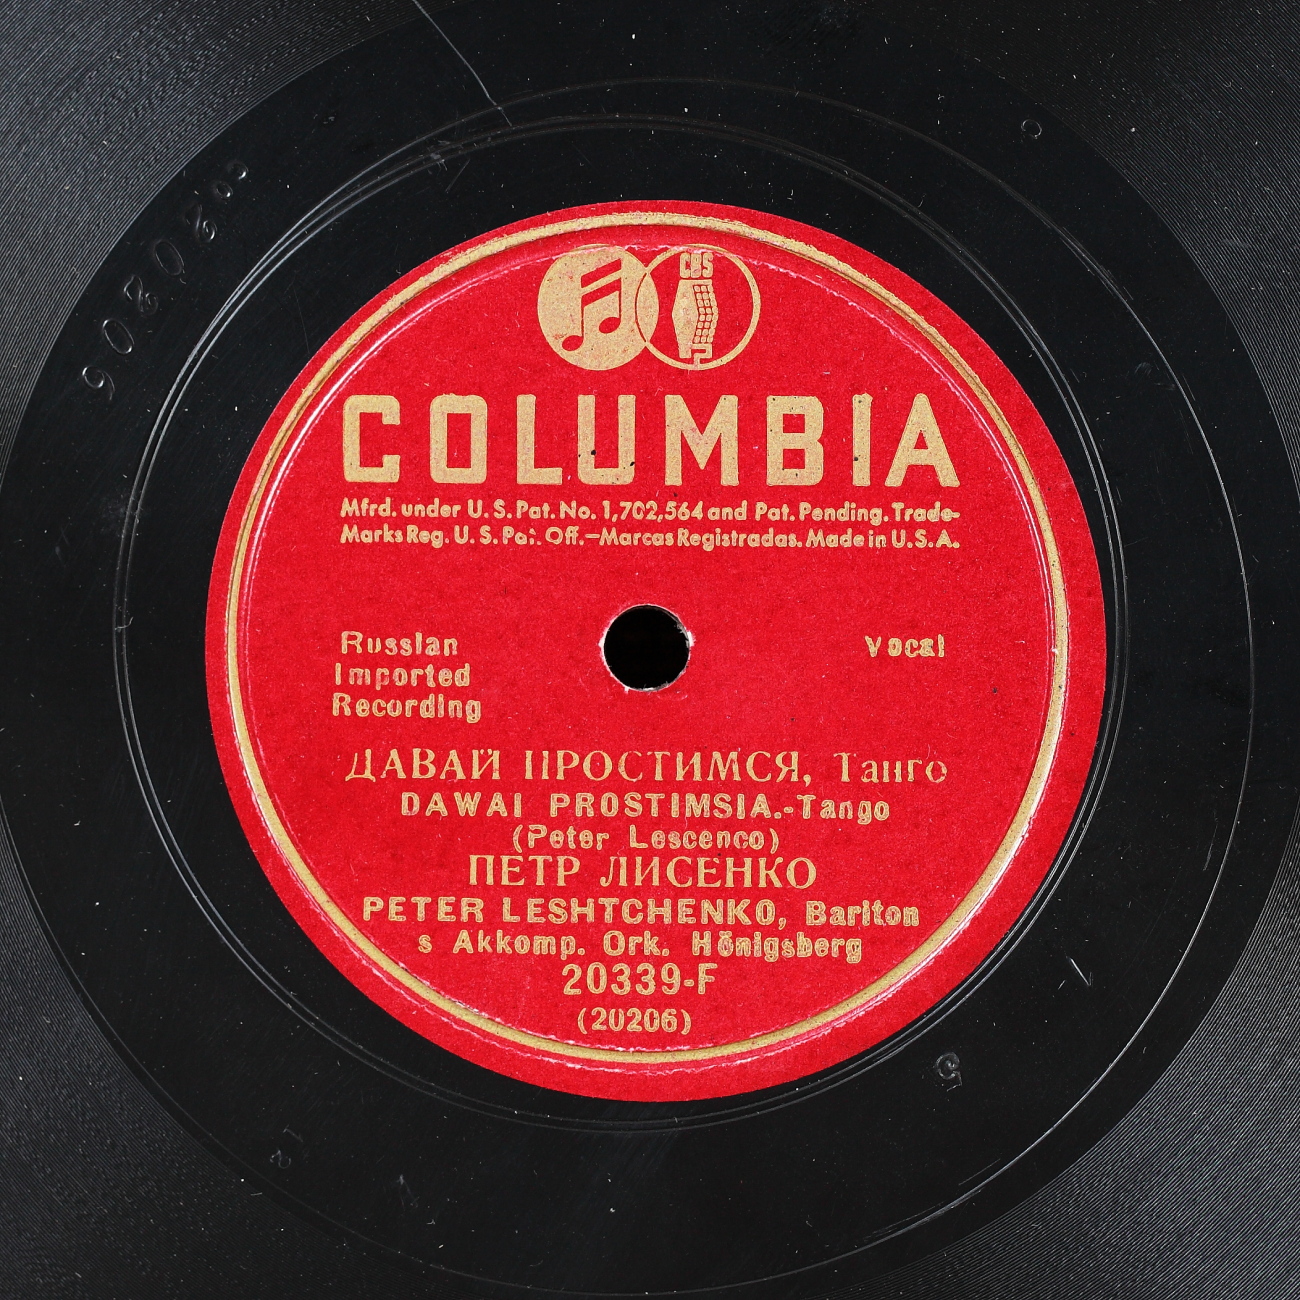 CBS
COLUMBIA
Mfrd. under U. S. Pat. No. 1,702,564 and Pat. Pending. Trade-
Marks Reg. U. S. Pat. Off.—Marcas Registradas. Made in U. S. A.
Russian
Imported
Recording
Vocal
ДАВАЙ ПРОСТИМСЯ, Танго
DAWAI PROSTIMSIA.-Tango
(Peter Lescenco)
ПЕТР ЛИСЕНКО
PETER LESHTCHENKO, Bariton
s Akkomp. Ork. Hönigsberg
20339-F
(20206)